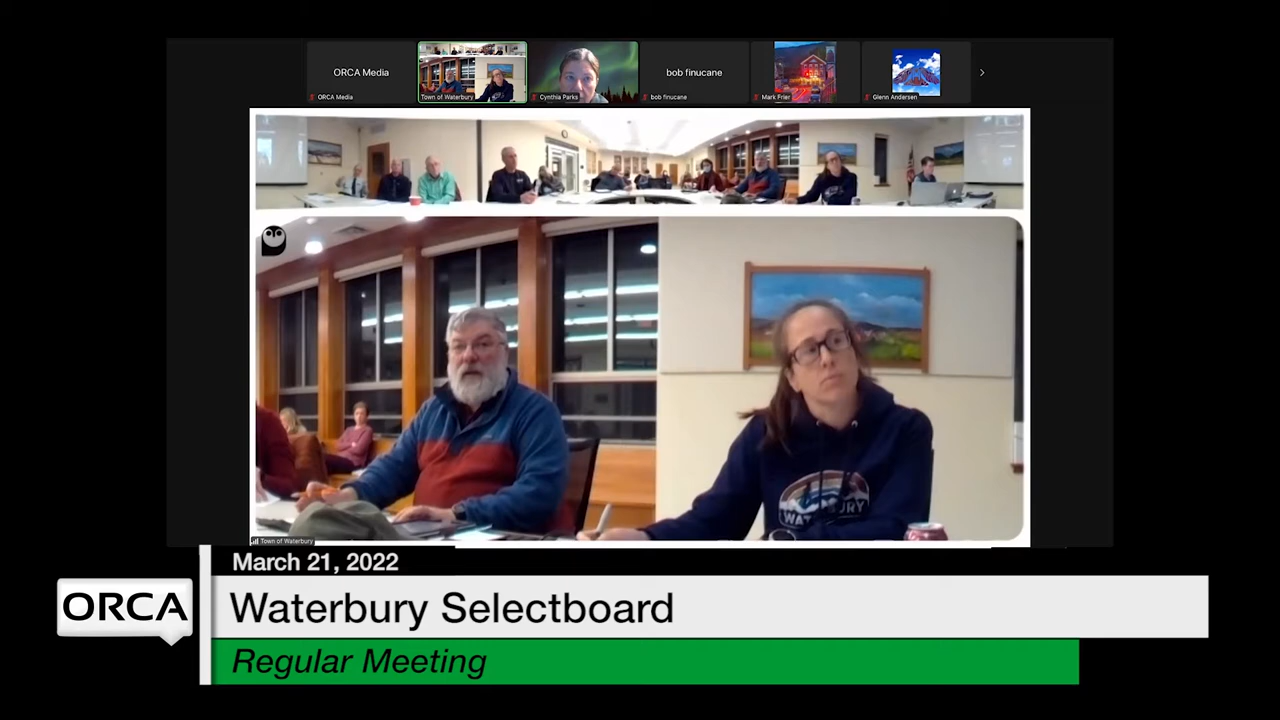 ORCA Media
bob finucane
ORCA Media
Town of Waterbury
Cynthia Parks
bob finucane
Mark Frier
Glenn Andersen
WATERBURY
Town of Waterbury
March 21, 2022
ORCA
Waterbury Selectboard
Regular Meeting